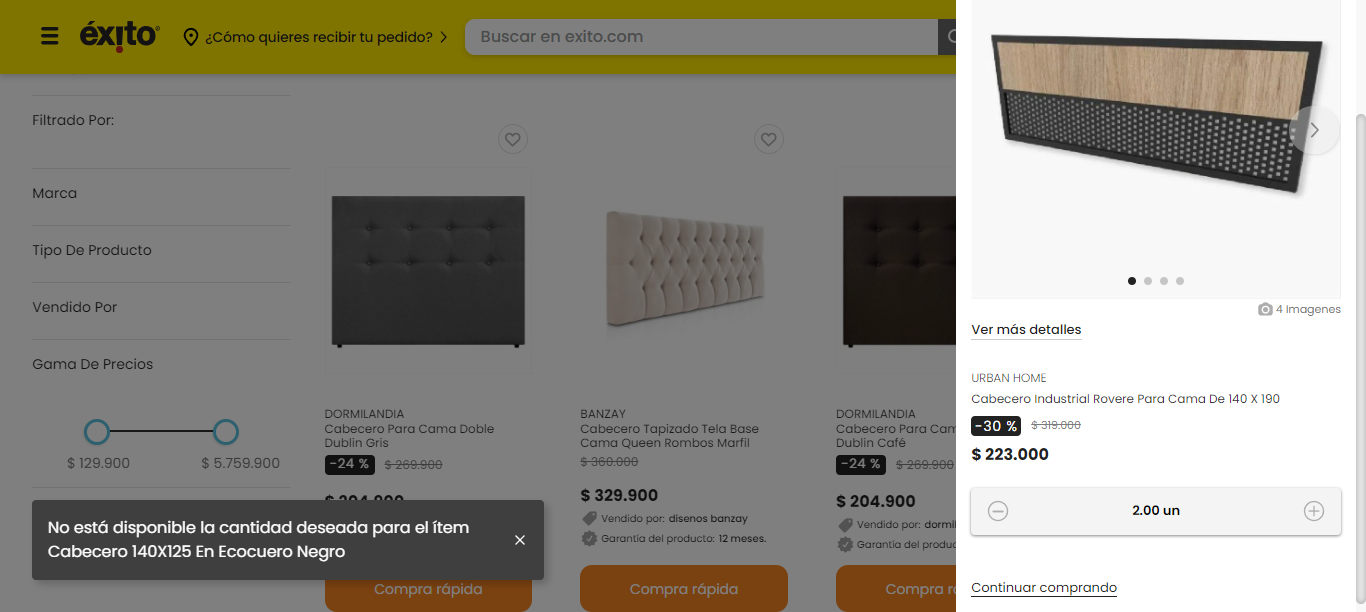 éxito
¿Cómo quieres recibir tu pedido?
Buscar en exito.com
Filtrado Por:
Marca
Tipo De Producto
Vendido Por
Gama De Precios
$ 129.900
$ 5.759.900
DORMILANDIA
Cabecero Para Cama Doble
Dublin Gris
-24 %
$ 269.900
$ 204.900
Compra rápida
BANZAY
Cabecero Tapizado Tela Base
Cama Queen Rombos Marfil
$ 360.000
$ 329.900
Vendido por: disenos banzay
Garantía del producto: 12 meses.
Compra rápida
DORMILANDIA
Cabecero Para Cam
Dublin Café
-24 %
$ 269.900
$ 204.900
Vendido por: dormil
Garantía del produc
Compra rá
No está disponible la cantidad deseada para el ítem
Cabecero 140X125 En Ecocuero Negro
4 Imagenes
Ver más detalles
URBAN HOME
Cabecero Industrial Rovere Para Cama De 140 X 190
-30 %
$ 319.000
$ 223.000
2.00 un
Continuar comprando